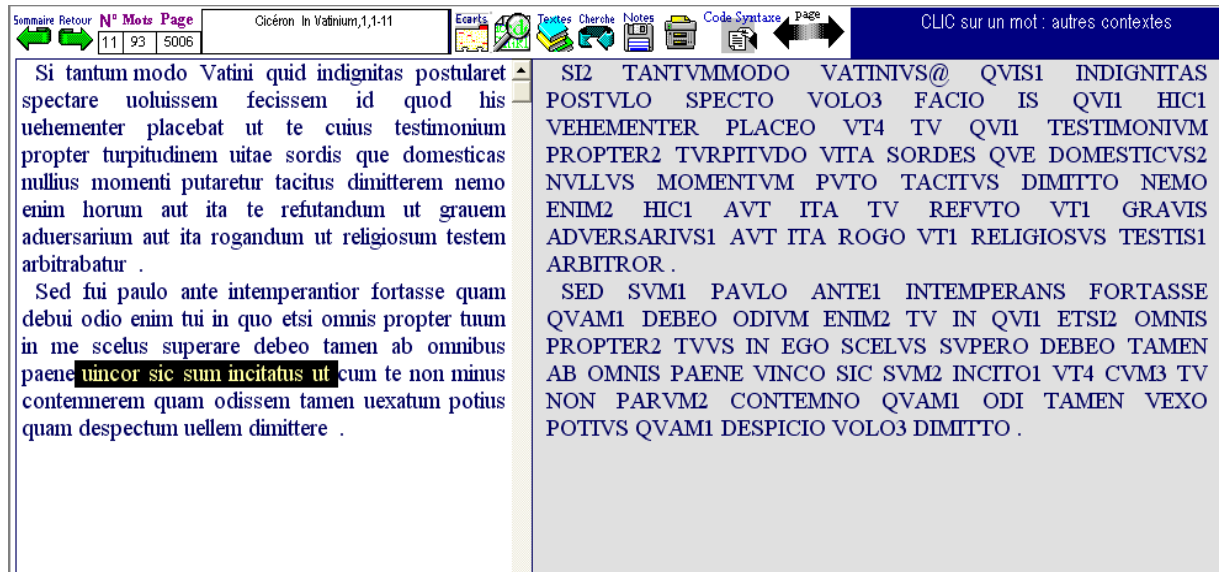 Sommaire Retour N° Mots Page
11 93 5006
Cicéron In Vatinium,1,1-11
Ecarts Textes Cherche Notes Code Syntaxe page
CLIC sur un mot : autres contextes
Si tantum modo Vatini quid indignitas postularet
spectare uoluissem fecissem id quod his
uehementer placebat ut te cuius testimonium
propter turpitudinem uitae sordis que domesticas
nullius momenti putaretur tacitus dimitterem nemo
enim horum aut ita te refutandum ut grauem
aduersarium aut ita rogandum ut religiosum testem
arbitrabatur .
Sed fui paulo ante intemperantior fortasse quam
debui odio enim tui in quo etsi omnis propter tuum
in me scelus superare debeo tamen ab omnibus
paene uincor sic sum incitatus ut cum te non minus
contemnerem quam odissem tamen uexatum potius
quam despectum uellem dimittere .
SI2 TANTVMMODO VATINIVS@ QVIS1 INDIGNITAS
POSTVLO SPECTO VOLO3 FACIO IS QVI1 HIC1
VEHEMENTER PLACEO VT4 TV QVI1 TESTIMONIVM
PROPTER2 TVRPITVDO VITA SORDES QVE DOMESTICVS2
NVLLVS MOMENTVM PVTO TACITVS DIMITTO NEMO
ENIM2 HIC1 AVT ITA TV REFVTO VT1 GRAVIS
ADVERSARIVS1 AVT ITA ROGO VT1 RELIGIOSVS TESTIS1
ARBITROR .
SED SVM1 PAVLO ANTE1 INTEMPERANS FORTASSE
QVAM1 DEBEO ODIVM ENIM2 TV IN QVI1 ETSI2 OMNIS
PROPTER2 TVVS IN EGO SCELVS SVPERO DEBEO TAMEN
AB OMNIS PAENE VINCO SIC SVM2 INCITO1 VT4 CVM3 TV
NON PARVM2 CONTEMNO QVAM1 ODI TAMEN VEXO
POTIVS QVAM1 DESPICIO VOLO3 DIMITTO .